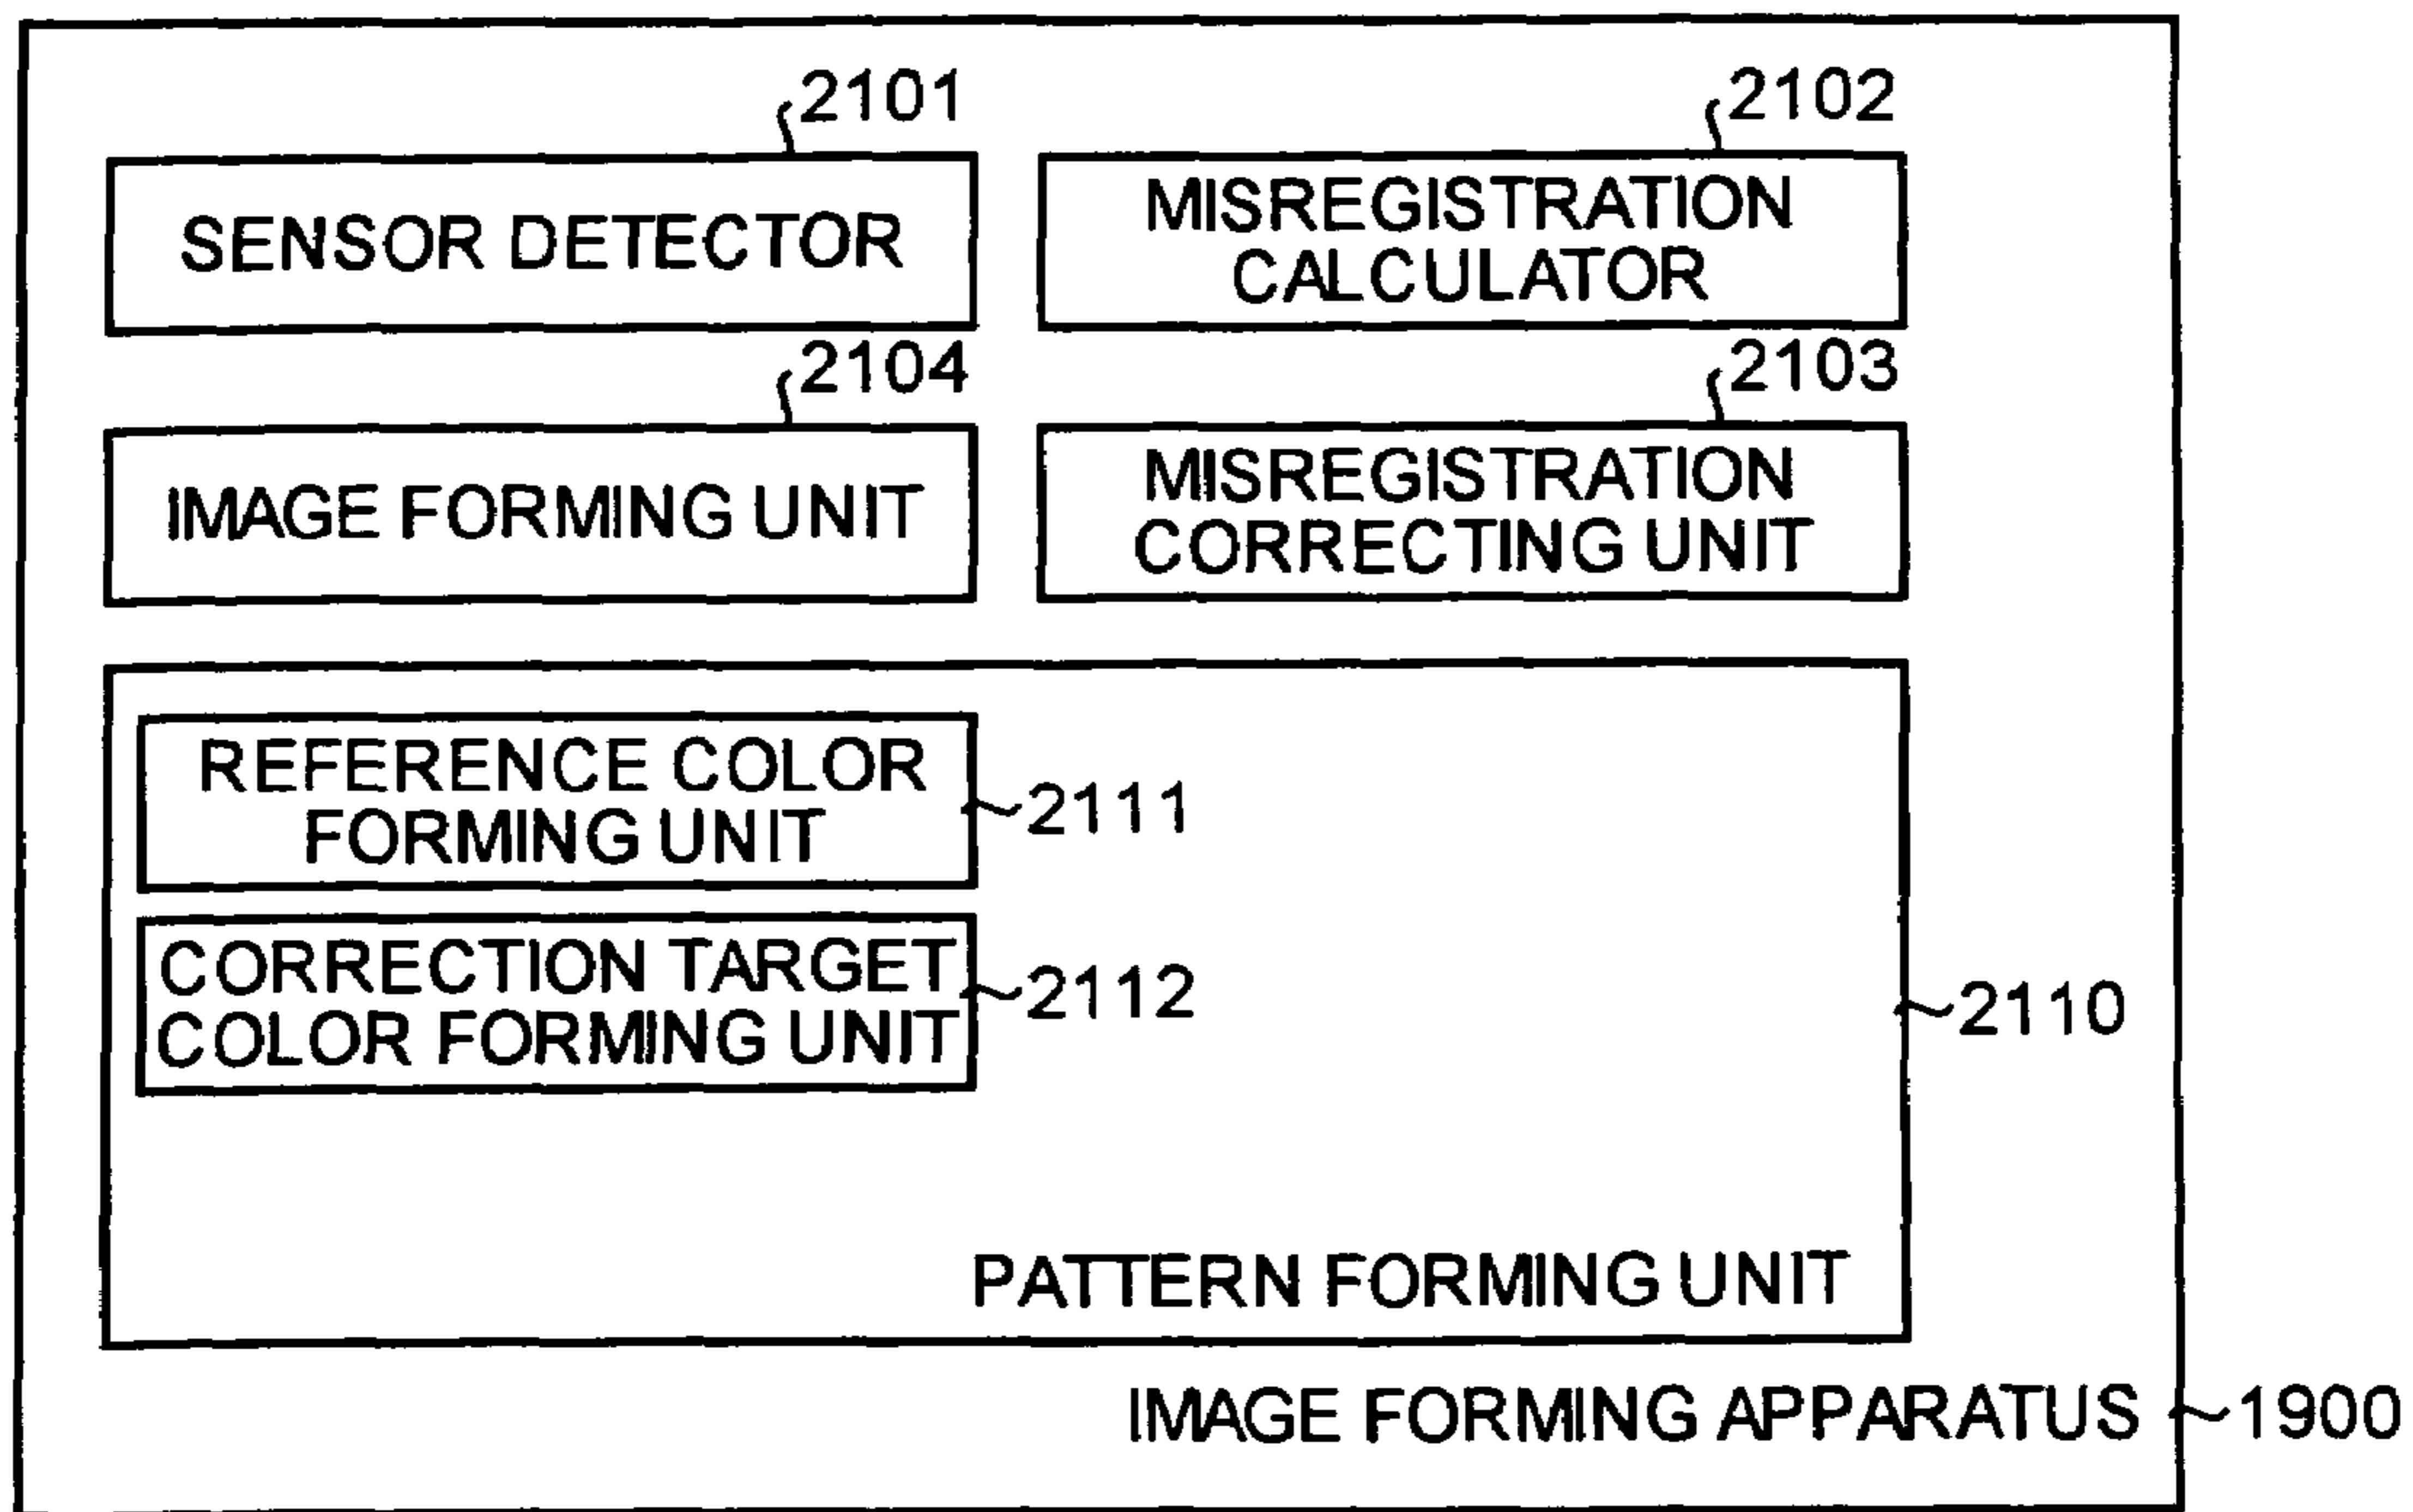 2101
2102
SENSOR DETECTOR
MISREGISTRATION
CALCULATOR
2104
2103
IMAGE FORMING UNIT
MISREGISTRATION
CORRECTING UNIT
REFERENCE COLOR
FORMING UNIT
2111
CORRECTION TARGET
COLOR FORMING UNIT
2112
2110
PATTERN FORMING UNIT
IMAGE FORMING APPARATUS
1900